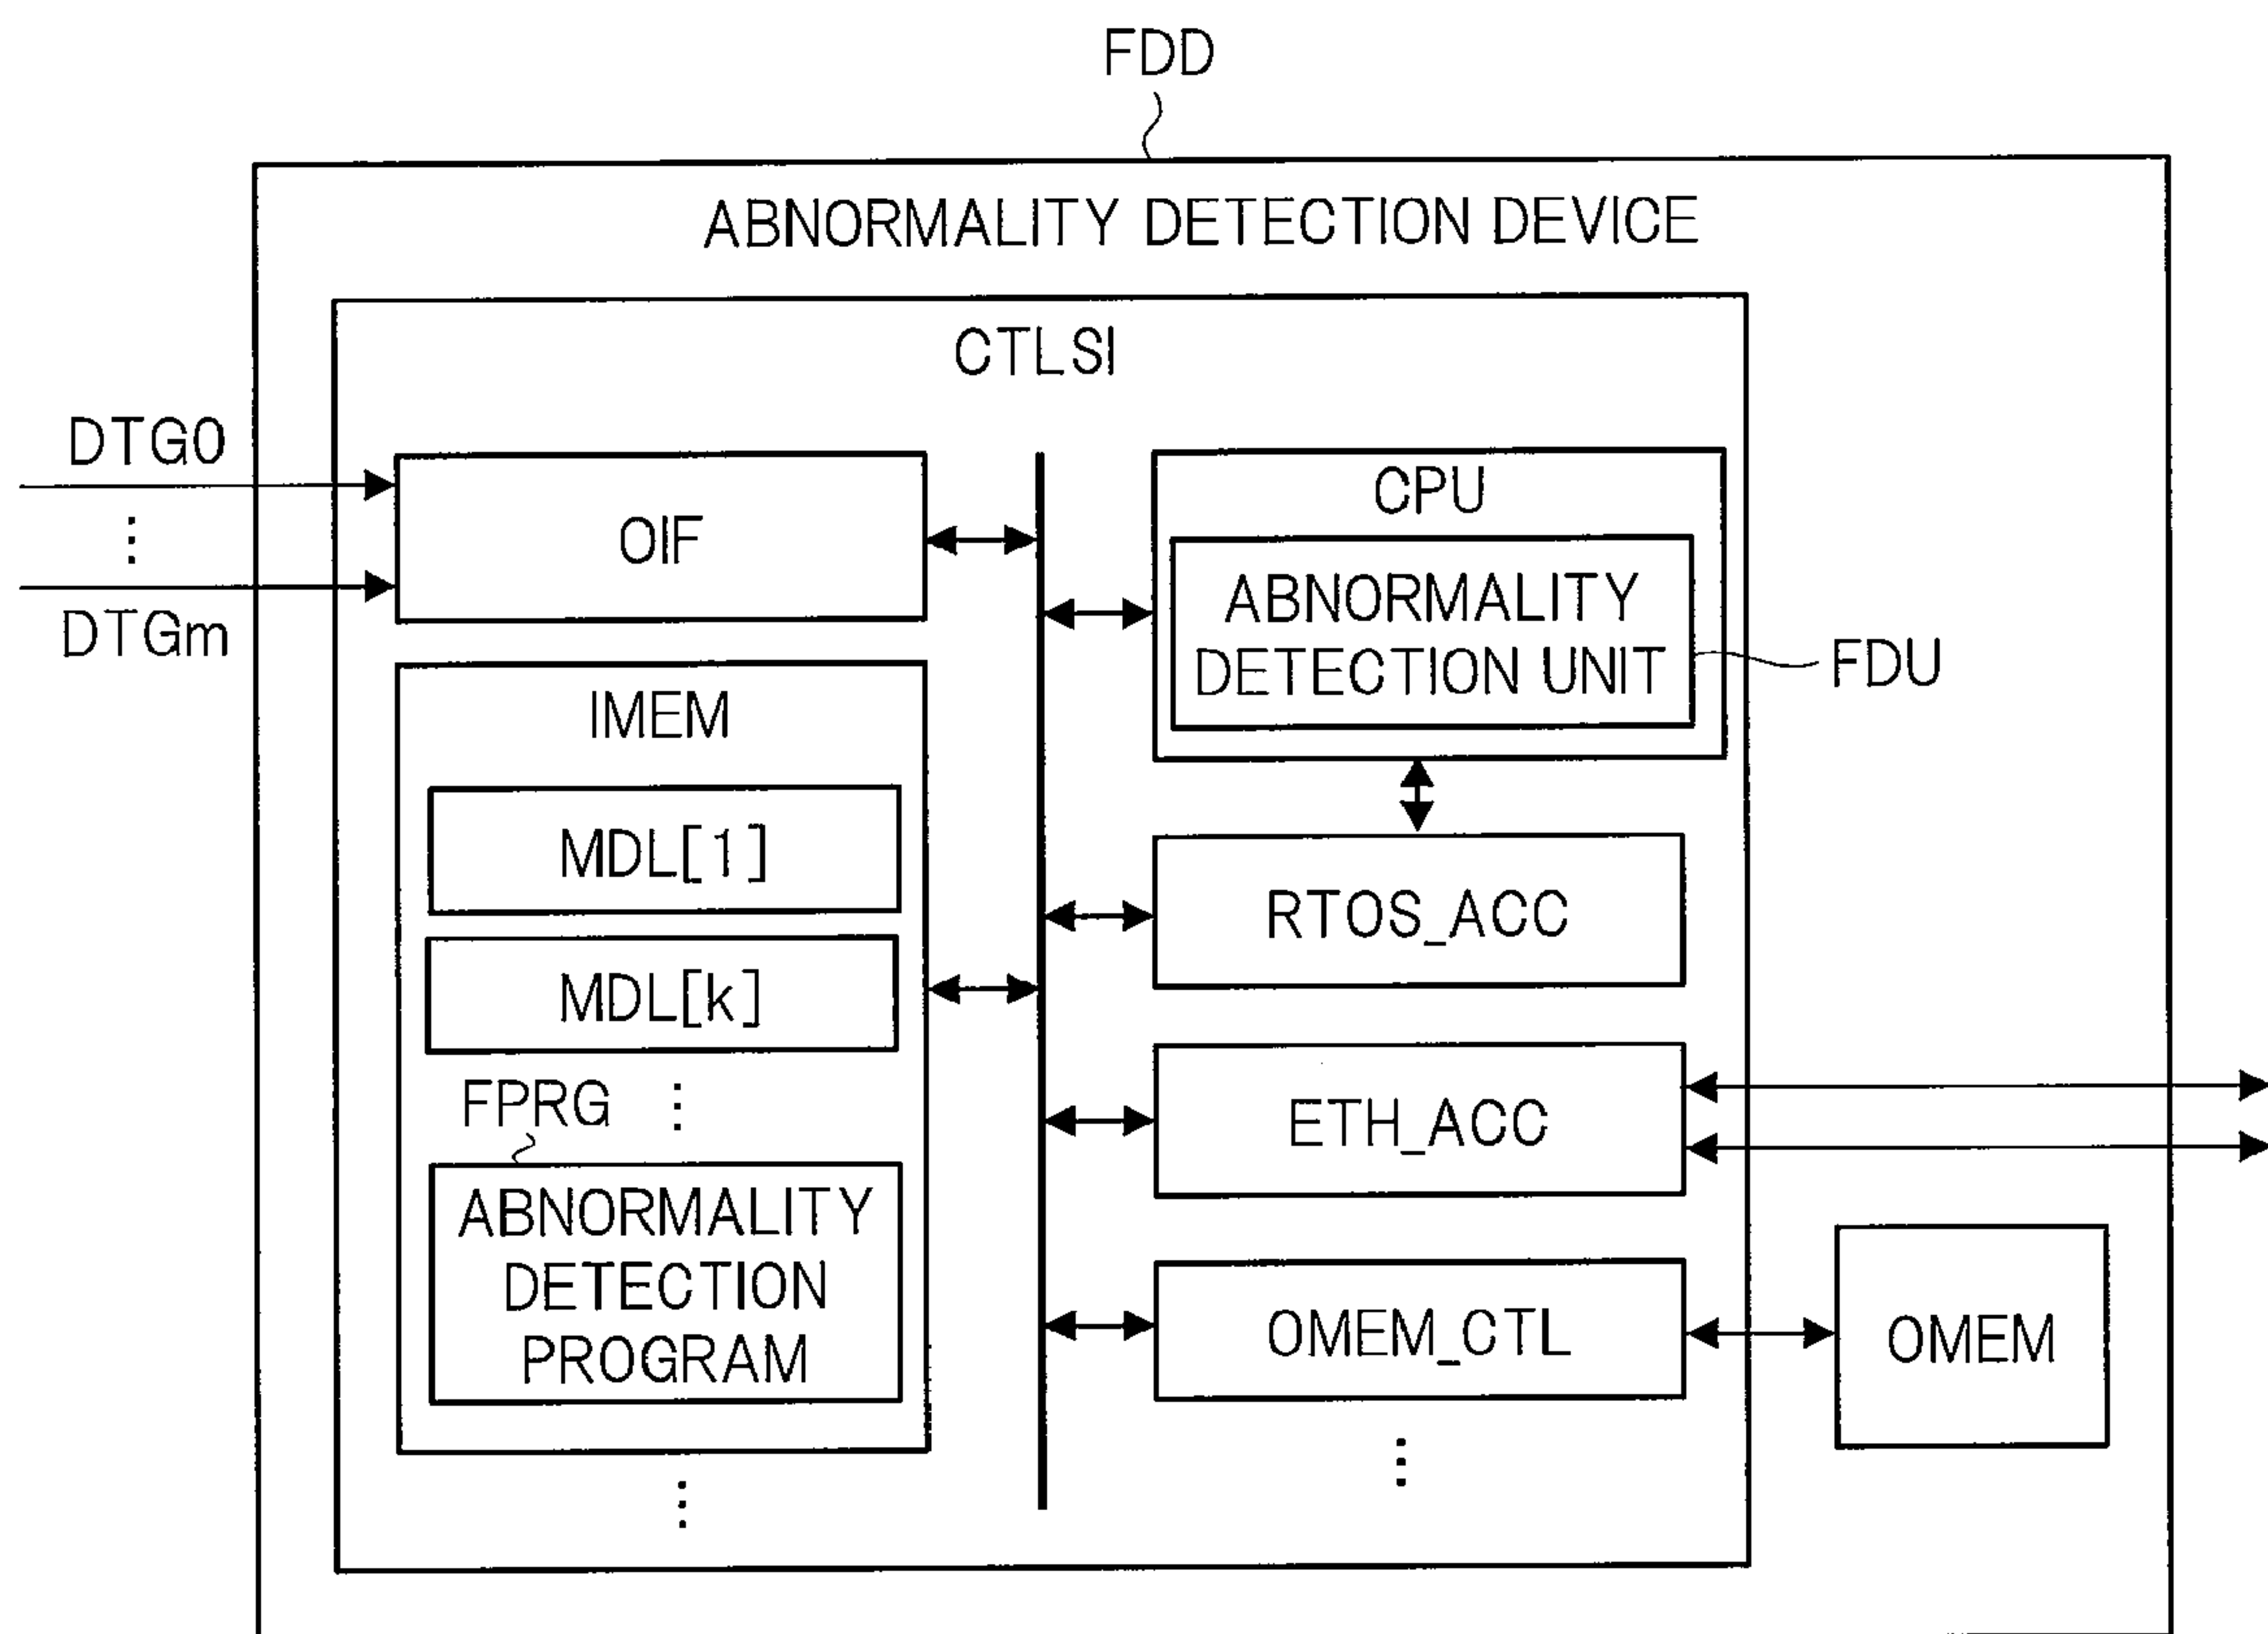 FDD
ABNORMALITY DETECTION DEVICE
CTLSI
DTG0
DTGm
OIF
IMEM
MDL[1]
MDL[k]
FPRG
ABNORMALITY
DETECTION
PROGRAM
CPU
ABNORMALITY
DETECTION UNIT
FDU
RTOS_ACC
ETH_ACC
OMEM_CTL
OMEM